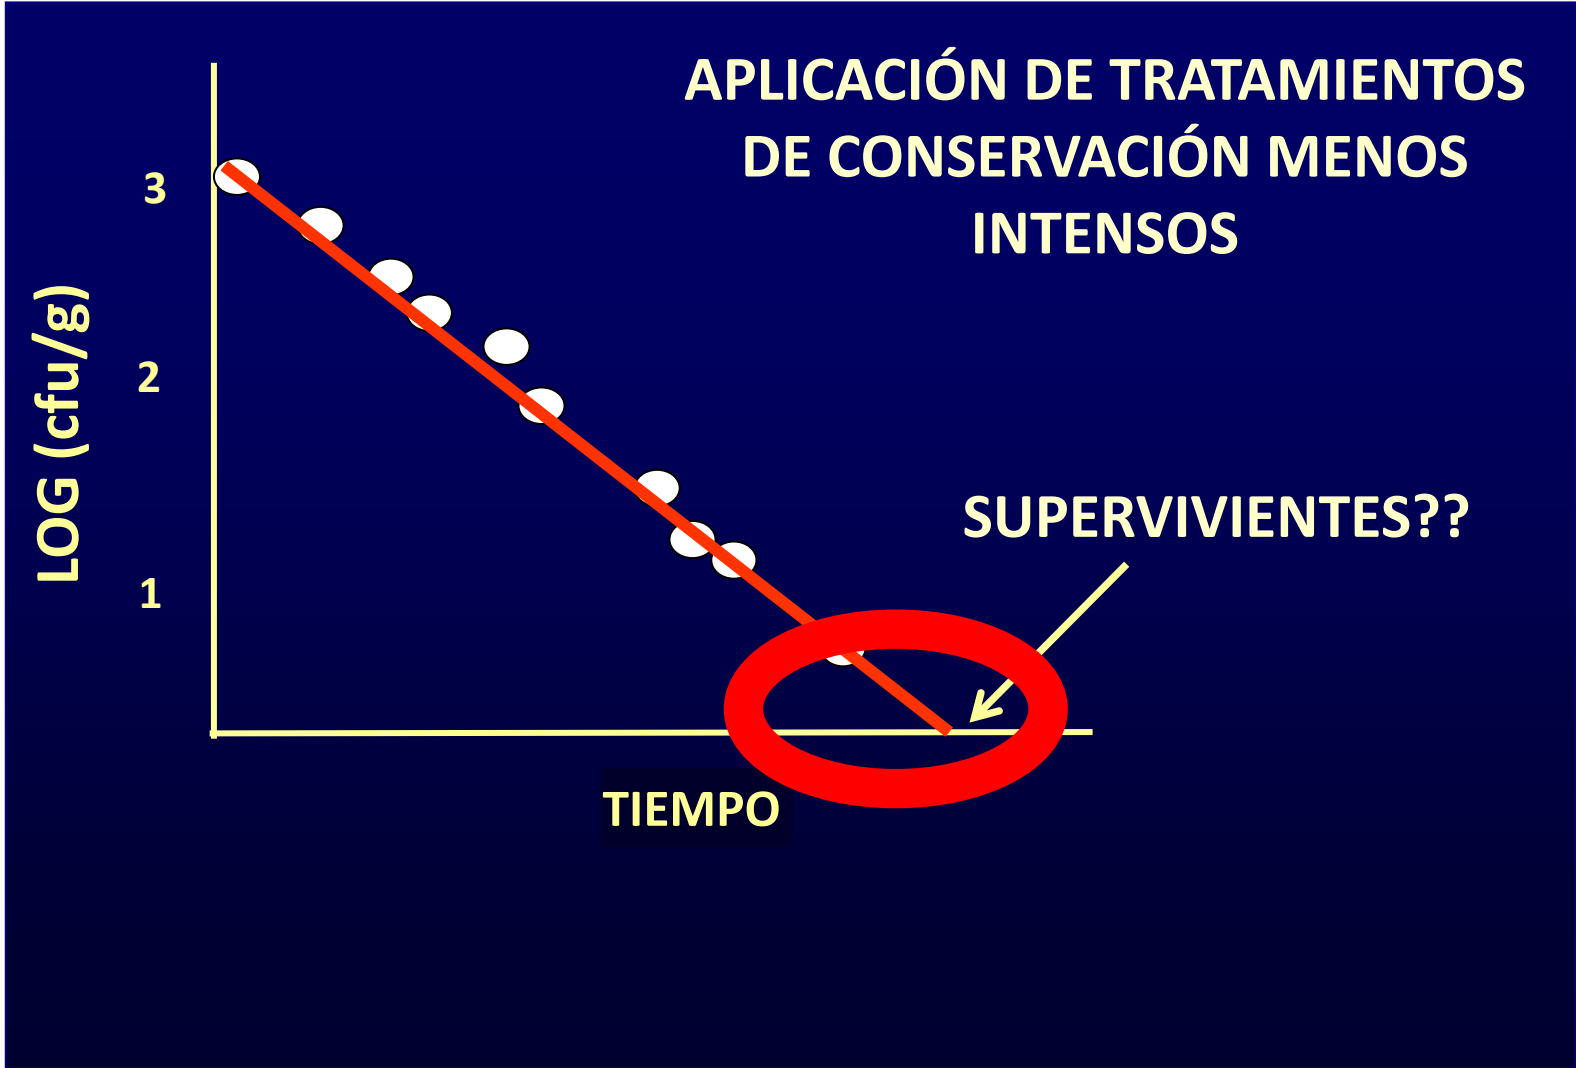 APLICACIÓN DE TRATAMIENTOS
DE CONSERVACIÓN MENOS
INTENSOS
3
2
1
LOG (cfu/g)
SUPERVIVIENTES??
TIEMPO